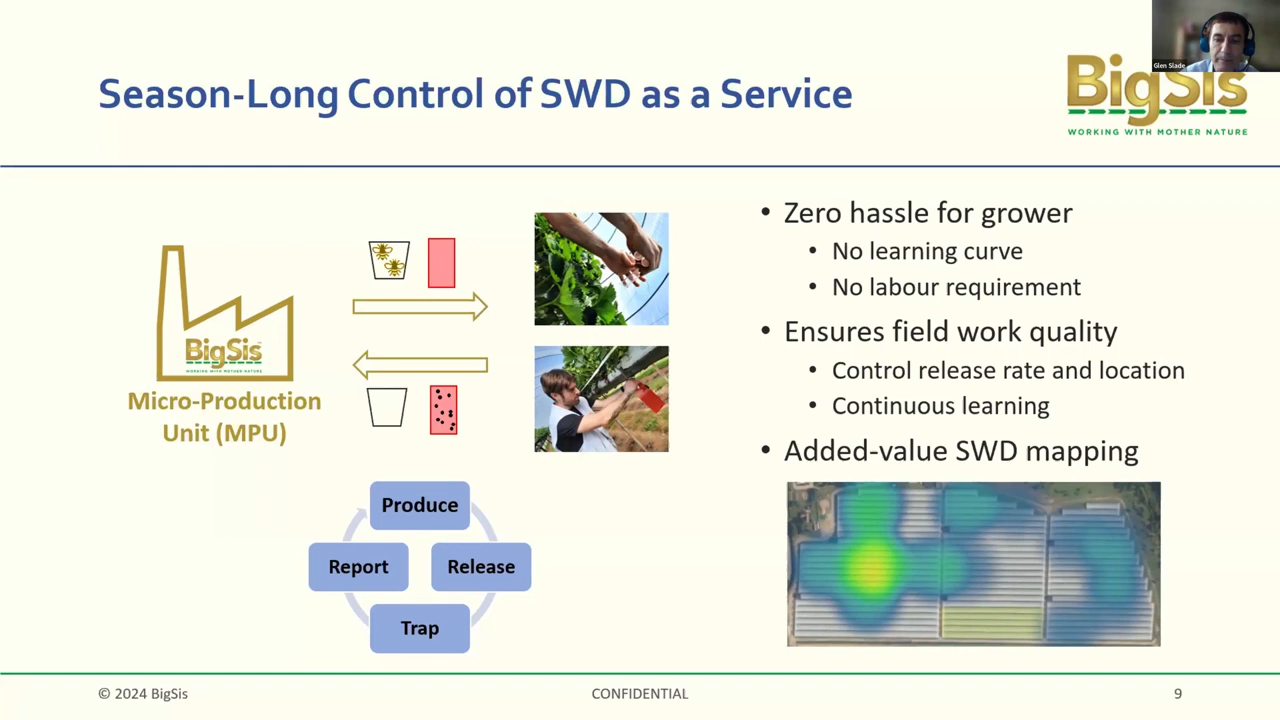 Glen Slade
Season-Long Control of SWD as a Service
BigSis
WORKING WITH MOTHER NATURE
BigSis
WORKING WITH MOTHER NATURE
Micro-Production
Unit (MPU)
Produce
Report
Release
Trap
• Zero hassle for grower
• No learning curve
• No labour requirement
• Ensures field work quality
• Control release rate and location
• Continuous learning
• Added-value SWD mapping
© 2024 BigSis
CONFIDENTIAL
9